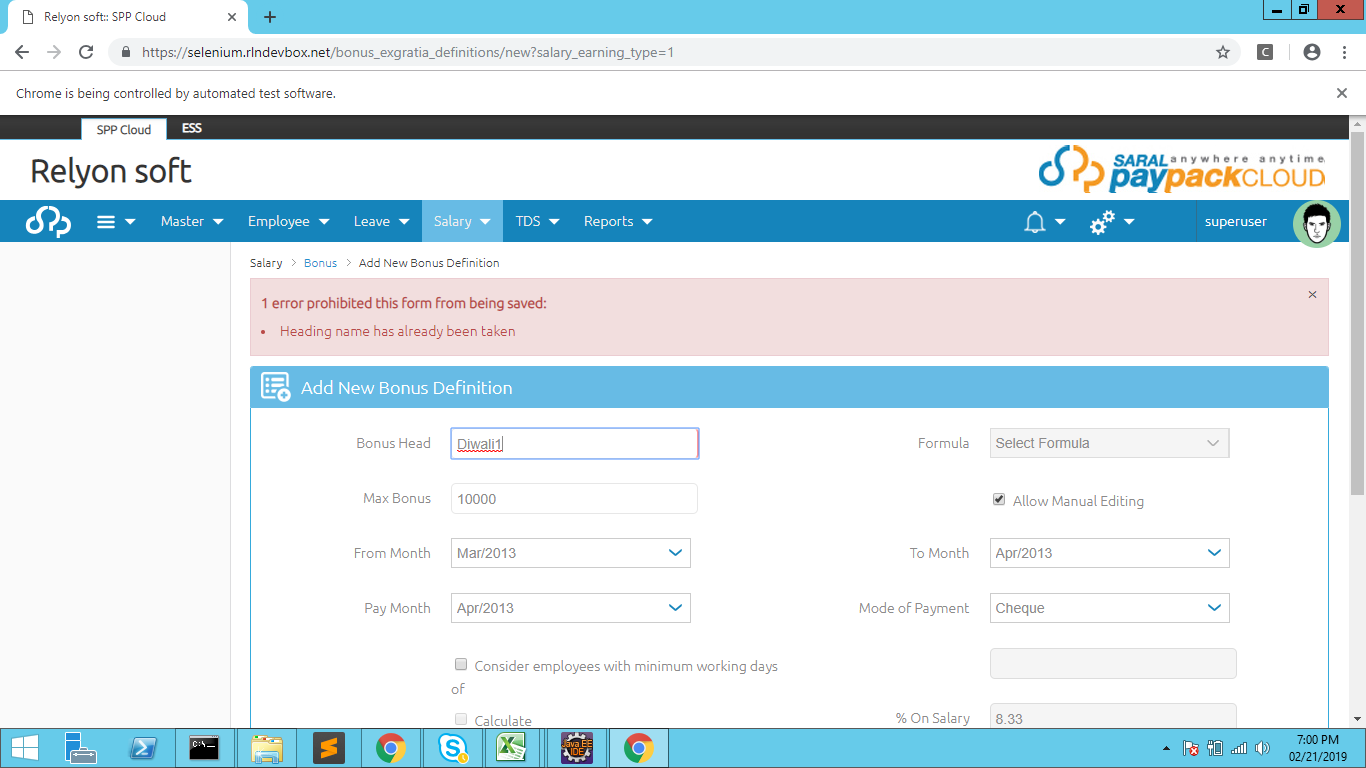 Relyon soft:: SPP Cloud
https://selenium.rlndevbox.net/bonus_exgratia_definitions/new?salary_earning_type=1
C
Chrome is being controlled by automated test software.
SPP Cloud ESS
Relyon soft
SARAL anywhere anytime
paypackCLOUD
Master Employee Leave Salary TDS Reports superuser
Salary > Bonus > Add New Bonus Definition
1 error prohibited this form from being saved:
• Heading name has already been taken
Add New Bonus Definition
Bonus Head Diwali1 Formula Select Formula
Max Bonus 10000 Allow Manual Editing
From Month Mar/2013 To Month Apr/2013
Pay Month Apr/2013 Mode of Payment Cheque
Consider employees with minimum working days
of
Calculate % On Salary 8.33
Java EE
IDE
7:00 PM
02/21/2019